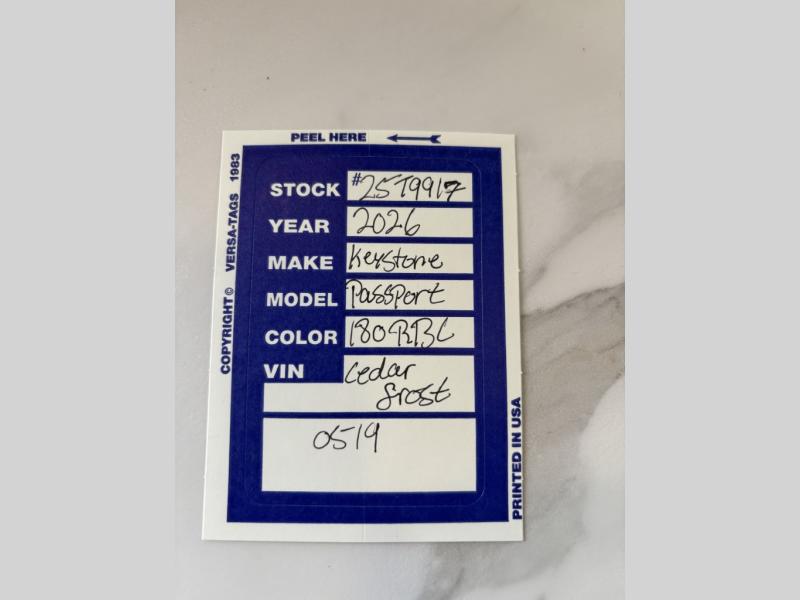 PEEL HERE
COPYRIGHT© VERSA-TAGS 1983
STOCK #25T9917
YEAR 2026
MAKE Keystone
MODEL Passport
COLOR 180RBL
VIN Cedar
frost
0519
PRINTED IN USA